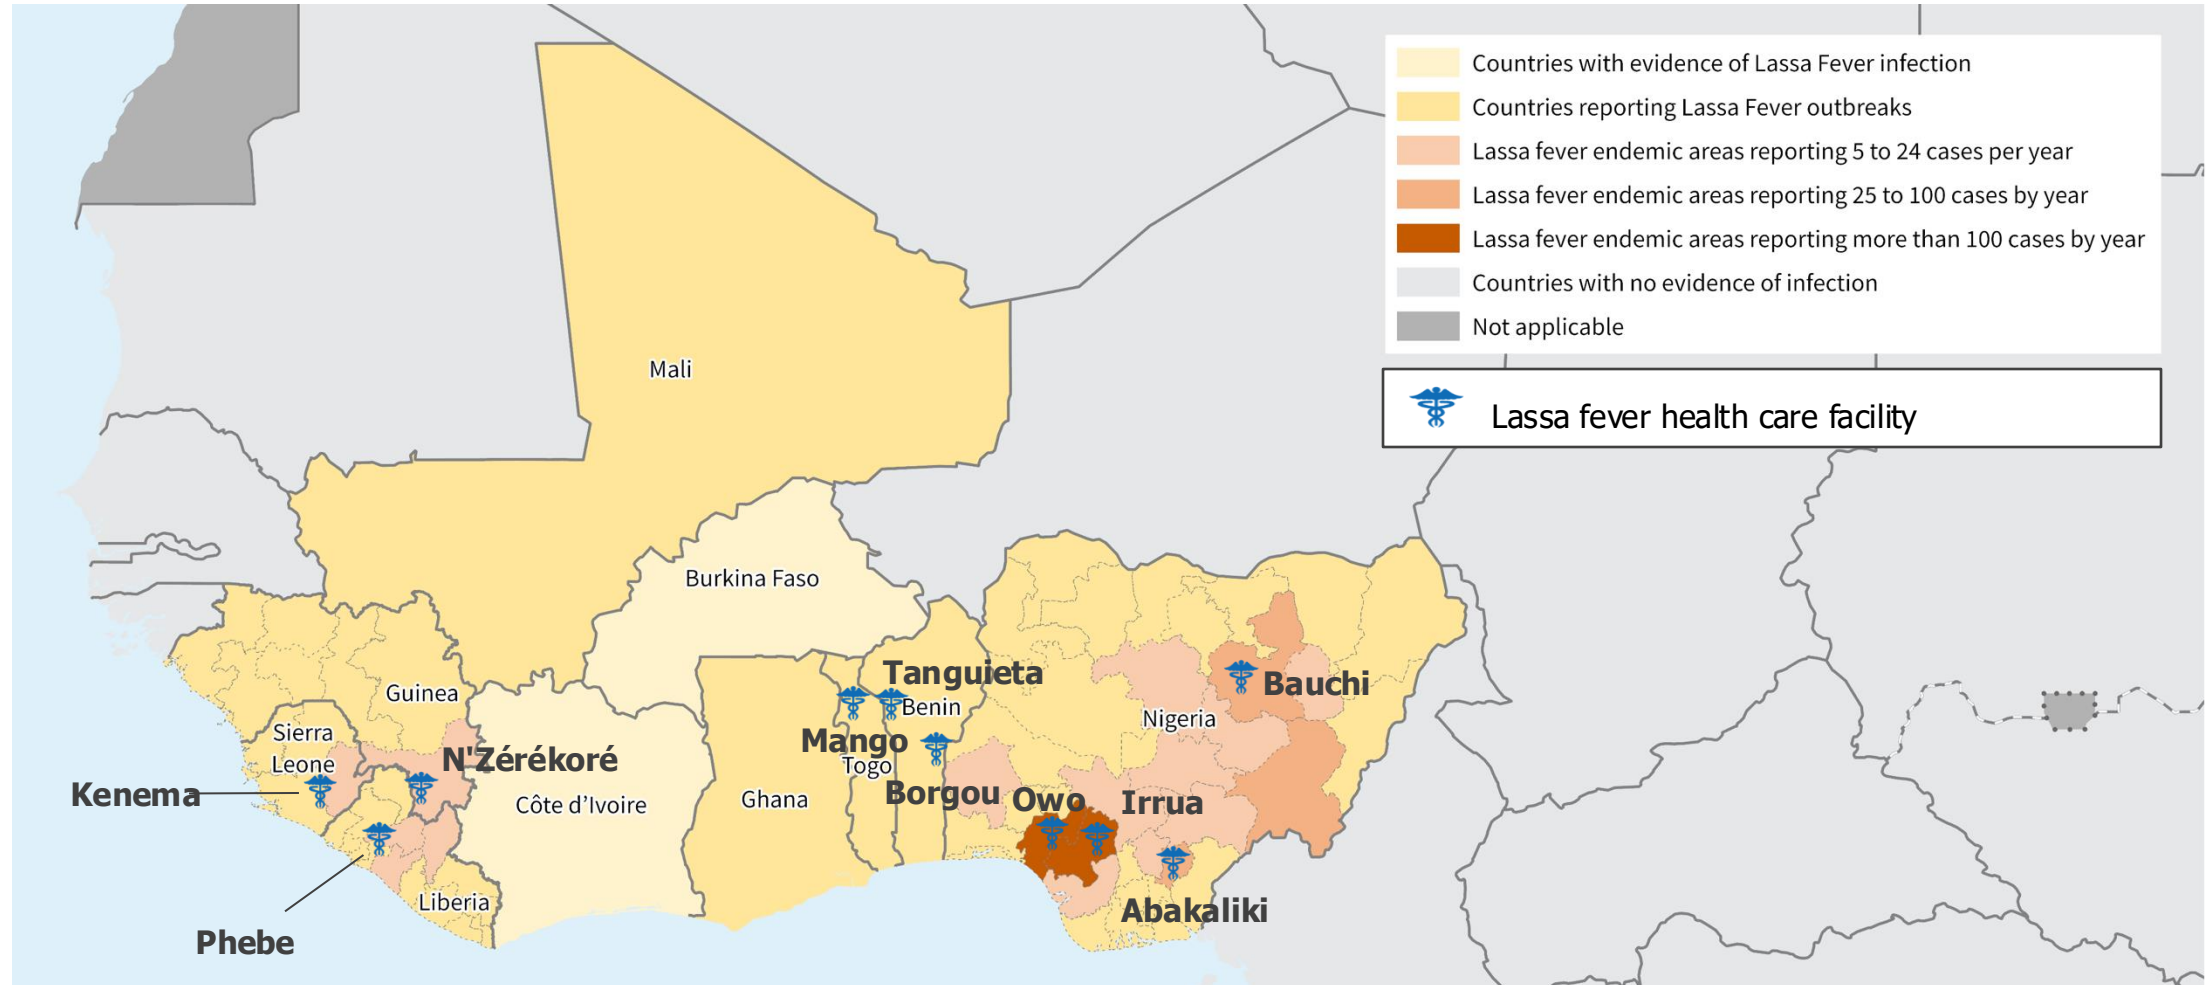 Countries with evidence of Lassa Fever infection
Countries reporting Lassa Fever outbreaks
Lassa fever endemic areas reporting 5 to 24 cases per year
Lassa fever endemic areas reporting 25 to 100 cases by year
Lassa fever endemic areas reporting more than 100 cases by year
Countries with no evidence of infection
Not applicable
Lassa fever health care facility
Mali
Burkina Faso
Tanguieta
Bauchi
Guinea
Benin
Nigeria
Sierra
Leone
Mango
N'Zérékoré
Togo
Kenema
Côte d'Ivoire
Ghana
Borgou
Owo
Irrua
Liberia
Abakaliki
Phebe